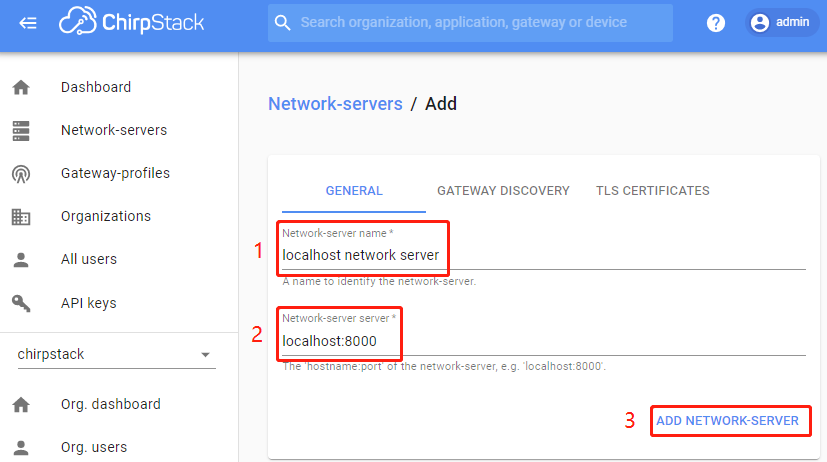 ChirpStack
Search organization, application, gateway or device
?
admin
Dashboard
Network-servers
Gateway-profiles
Organizations
All users
API keys
chirpstack
Org. dashboard
Org. users
Network-servers / Add
GENERAL GATEWAY DISCOVERY TLS CERTIFICATES
1
Network-server name *
localhost network server
A name to identify the network-server.
2
Network-server server *
localhost:8000
The 'hostname:port' of the network-server, e.g. 'localhost:8000'.
3 ADD NETWORK-SERVER